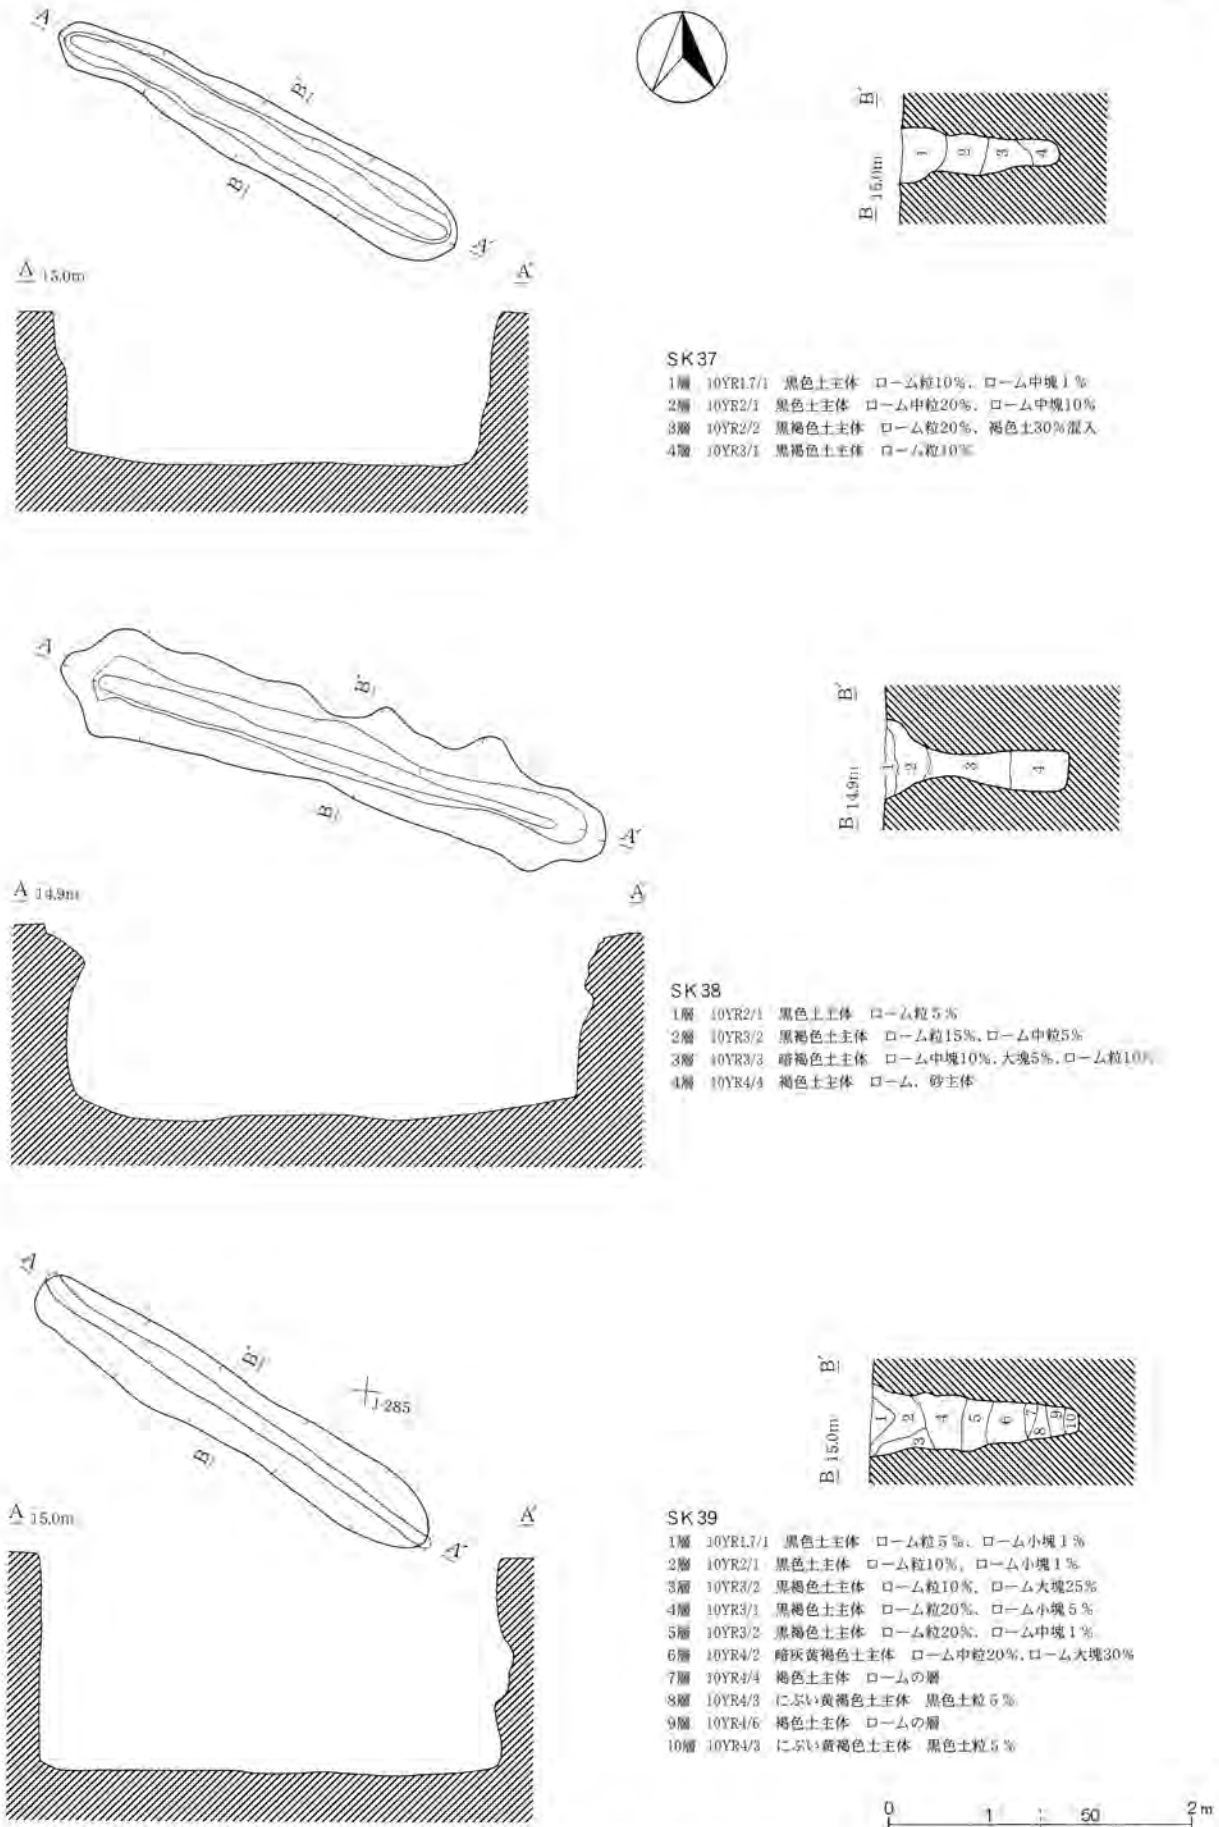 A
B'
B
A'
A 15.0m
A'
B'
B 15.0m
SK37
1層 10YR1.7/1 黒色土主体 ローム粒10%、ローム中塊1%
2層 10YR2/1 黒色土主体 ローム中粒20%、ローム中塊10%
3層 10YR2/2 黒褐色土主体 ローム粒20%、褐色土30%混入
4層 10YR3/1 黒褐色土主体 ローム粒10%
1 2 3 4
A
B'
B
A'
A 14.9m
A'
B'
B 14.9m
1 2 3 4
SK38
1層 10YR2/1 黒色土主体 ローム粒5%
2層 10YR3/2 黒褐色土主体 ローム粒15%、ローム中粒5%
3層 10YR3/3 暗褐色土主体 ローム中塊10%、大塊5%、ローム粒10%
4層 10YR4/4 褐色土主体 ローム、砂主体
A
B'
J-285
B
A'
A 15.0m
A'
B'
B 15.0m
1 2 3 4 5 6 7 8 9 10
SK39
1層 10YR1.7/1 黒色土主体 ローム粒5%、ローム小塊1%
2層 10YR2/1 黒色土主体 ローム粒10%、ローム小塊1%
3層 10YR3/2 黒褐色土主体 ローム粒10%、ローム大塊25%
4層 10YR3/1 黒褐色土主体 ローム粒20%、ローム小塊5%
5層 10YR3/2 黒褐色土主体 ローム粒20%、ローム中塊1%
6層 10YR4/2 暗灰黄褐色土主体 ローム中粒20%、ローム大塊30%
7層 10YR4/4 褐色土主体 ロームの層
8層 10YR4/3 にぶい黄褐色土主体 黒色土粒5%
9層 10YR4/6 褐色土主体 ロームの層
10層 10YR4/3 にぶい黄褐色土主体 黒色土粒5%
0 1 1:50 2m